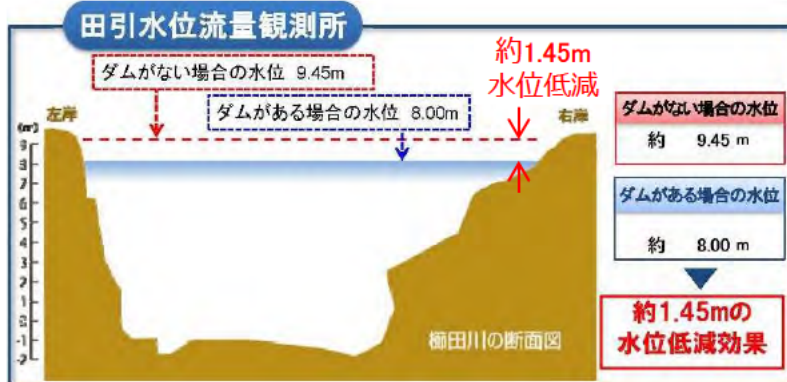 田引水位流量観測所
ダムがない場合の水位 9.45m
約1.45m
水位低減
左岸
ダムがある場合の水位 8.00m
右岸
(m)
9
8
7
6
5
4
3
2
1
0
-1
-2
櫛田川の断面図
ダムがない場合の水位
約 9.45 m
ダムがある場合の水位
約 8.00 m
約1.45mの
水位低減効果